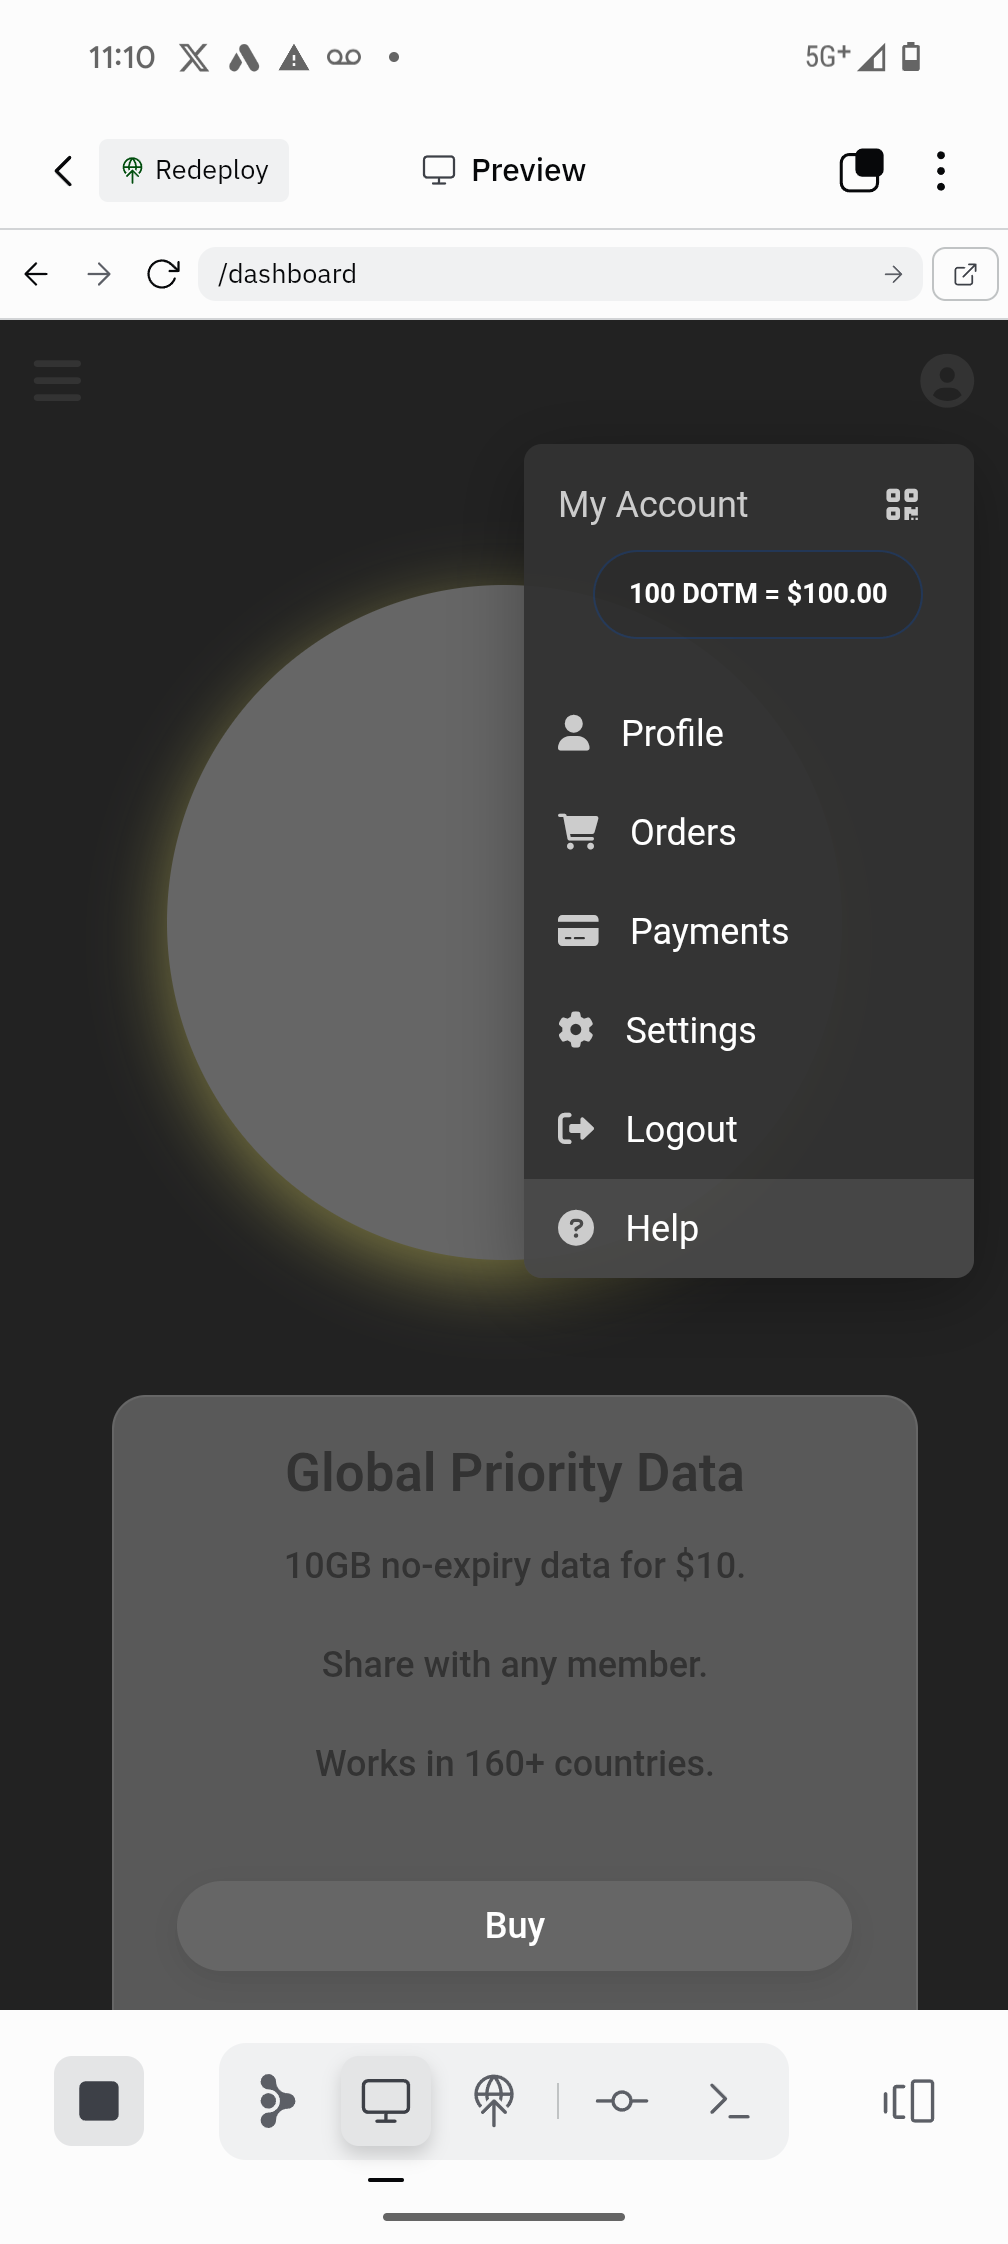 11:10
5G+
Redeploy
Preview
/dashboard
My Account
100 DOTM = $100.00
Profile
Orders
Payments
Settings
Logout
Help
Global Priority Data
10GB no-expiry data for $10.
Share with any member.
Works in 160+ countries.
Buy